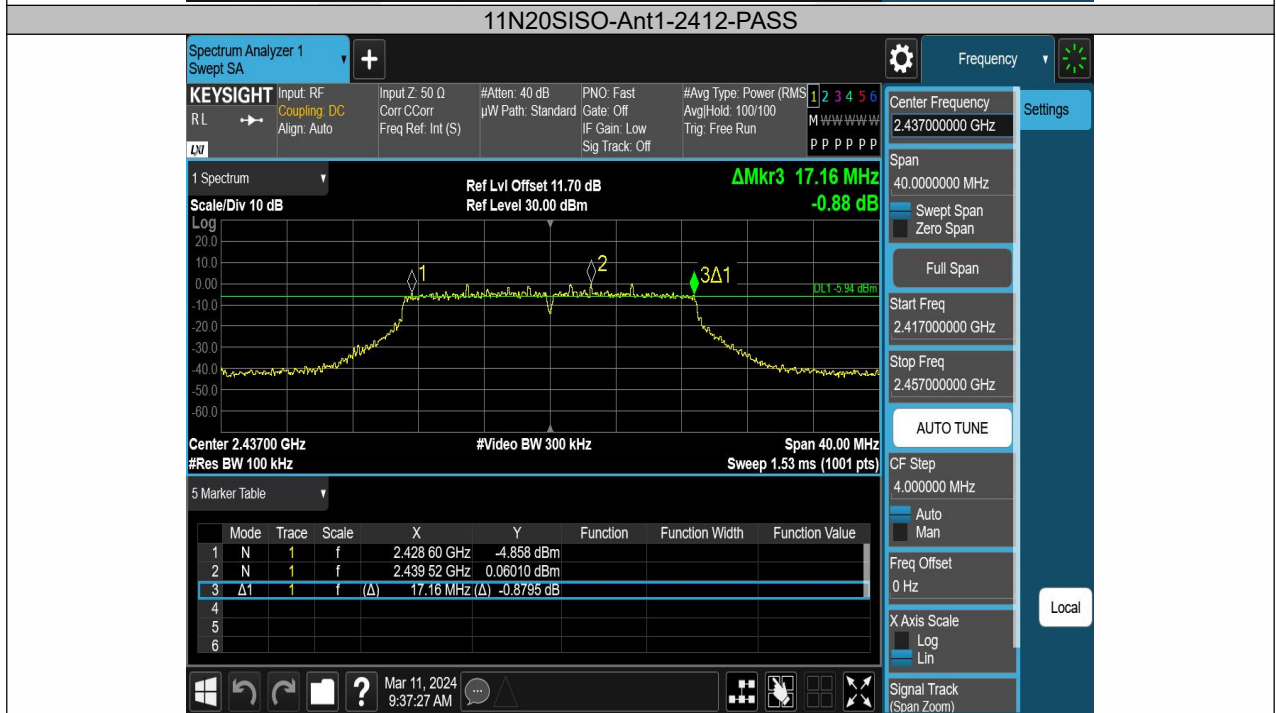 11N20SISO-Ant1-2412-PASS
Spectrum Analyzer 1
Swept SA
+
Frequency
KEYSIGHT
RL
LXI
Input: RF
Coupling: DC
Align: Auto
Input Z: 50 Ω
Corr CCorr
Freq Ref: Int (S)
#Atten: 40 dB
µW Path: Standard
PNO: Fast
Gate: Off
IF Gain: Low
Sig Track: Off
#Avg Type: Power (RMS
Avg|Hold: 100/100
Trig: Free Run
1 2 3 4 5 6
M W W W W W
P P P P P P
1 Spectrum
Scale/Div 10 dB
Ref Lvl Offset 11.70 dB
Ref Level 30.00 dBm
ΔMkr3 17.16 MHz
-0.88 dB
Log
20.0
10.0
0.00
-10.0
-20.0
-30.0
-40.0
-50.0
-60.0
1
2
3Δ1
DL1 -5.94 dBm
Center 2.43700 GHz
#Video BW 300 kHz
Span 40.00 MHz
#Res BW 100 kHz
Sweep 1.53 ms (1001 pts)
5 Marker Table
Mode Trace Scale X Y Function Function Width Function Value
1 N 1 f 2.428 60 GHz -4.858 dBm
2 N 1 f 2.439 52 GHz 0.06010 dBm
3 Δ1 1 f (Δ) 17.16 MHz (Δ) -0.8795 dB
4
5
6
?
Mar 11, 2024
9:37:27 AM
Center Frequency
2.437000000 GHz
Settings
Span
40.0000000 MHz
Swept Span
Zero Span
Full Span
Start Freq
2.417000000 GHz
Stop Freq
2.457000000 GHz
AUTO TUNE
CF Step
4.000000 MHz
Auto
Man
Freq Offset
0 Hz
X Axis Scale
Log
Lin
Local
Signal Track
(Span Zoom)